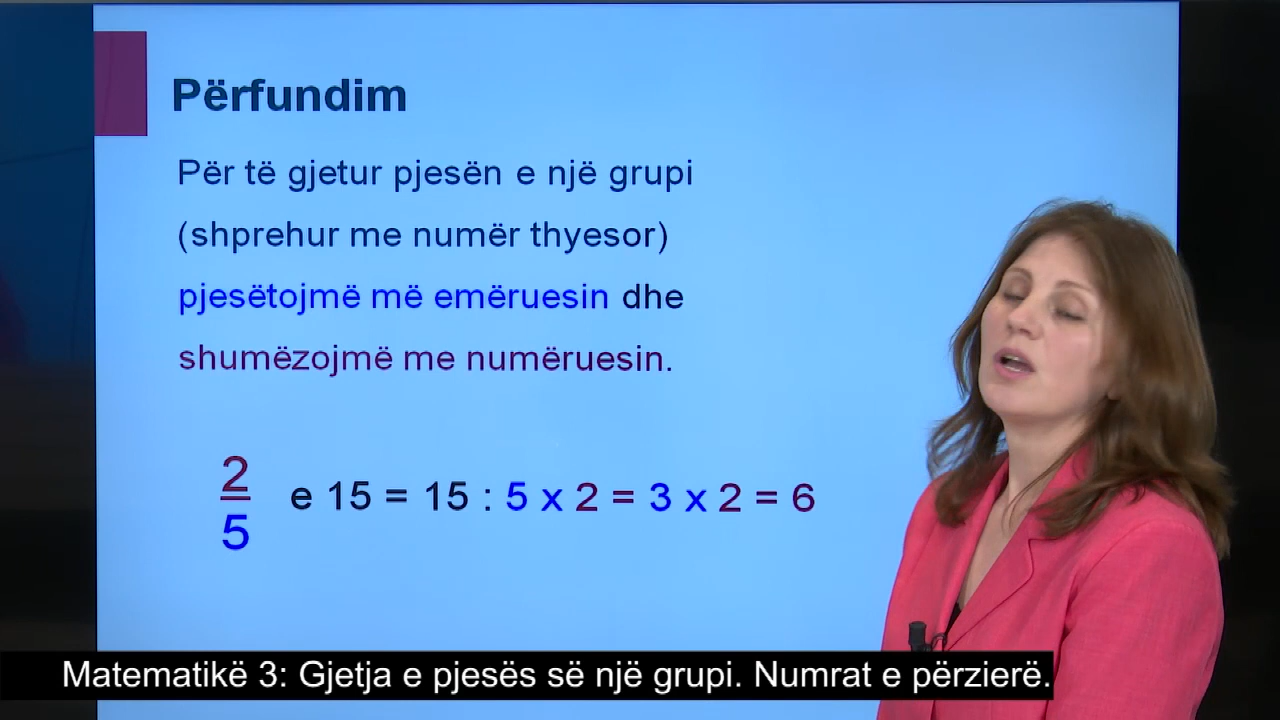 Përfundim
Për të gjetur pjesën e një grupi
(shprehur me numër thyesor)
pjesëtojmë më emëruesin dhe
shumëzojmë me numëruesin.
2
5
e 15 = 15 : 5 x 2 = 3 x 2 = 6
Matematikë 3: Gjetja e pjesës së një grupi. Numrat e përzierë.